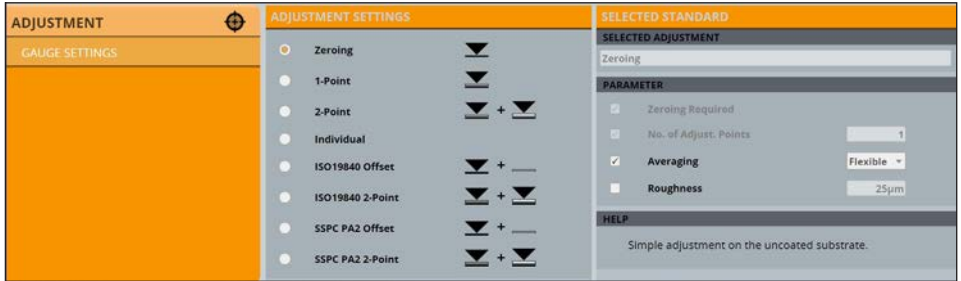 ADJUSTMENT
GAUGE SETTINGS
ADJUSTMENT SETTINGS
Zeroing
1-Point
2-Point +
Individual
ISO19840 Offset +
ISO19840 2-Point +
SSPC PA2 Offset +
SSPC PA2 2-Point +
SELECTED STANDARD
SELECTED ADJUSTMENT
Zeroing
PARAMETER
Zeroing Required
No. of Adjust. Points 1
Averaging Flexible
Roughness 25µm
HELP
Simple adjustment on the uncoated substrate.